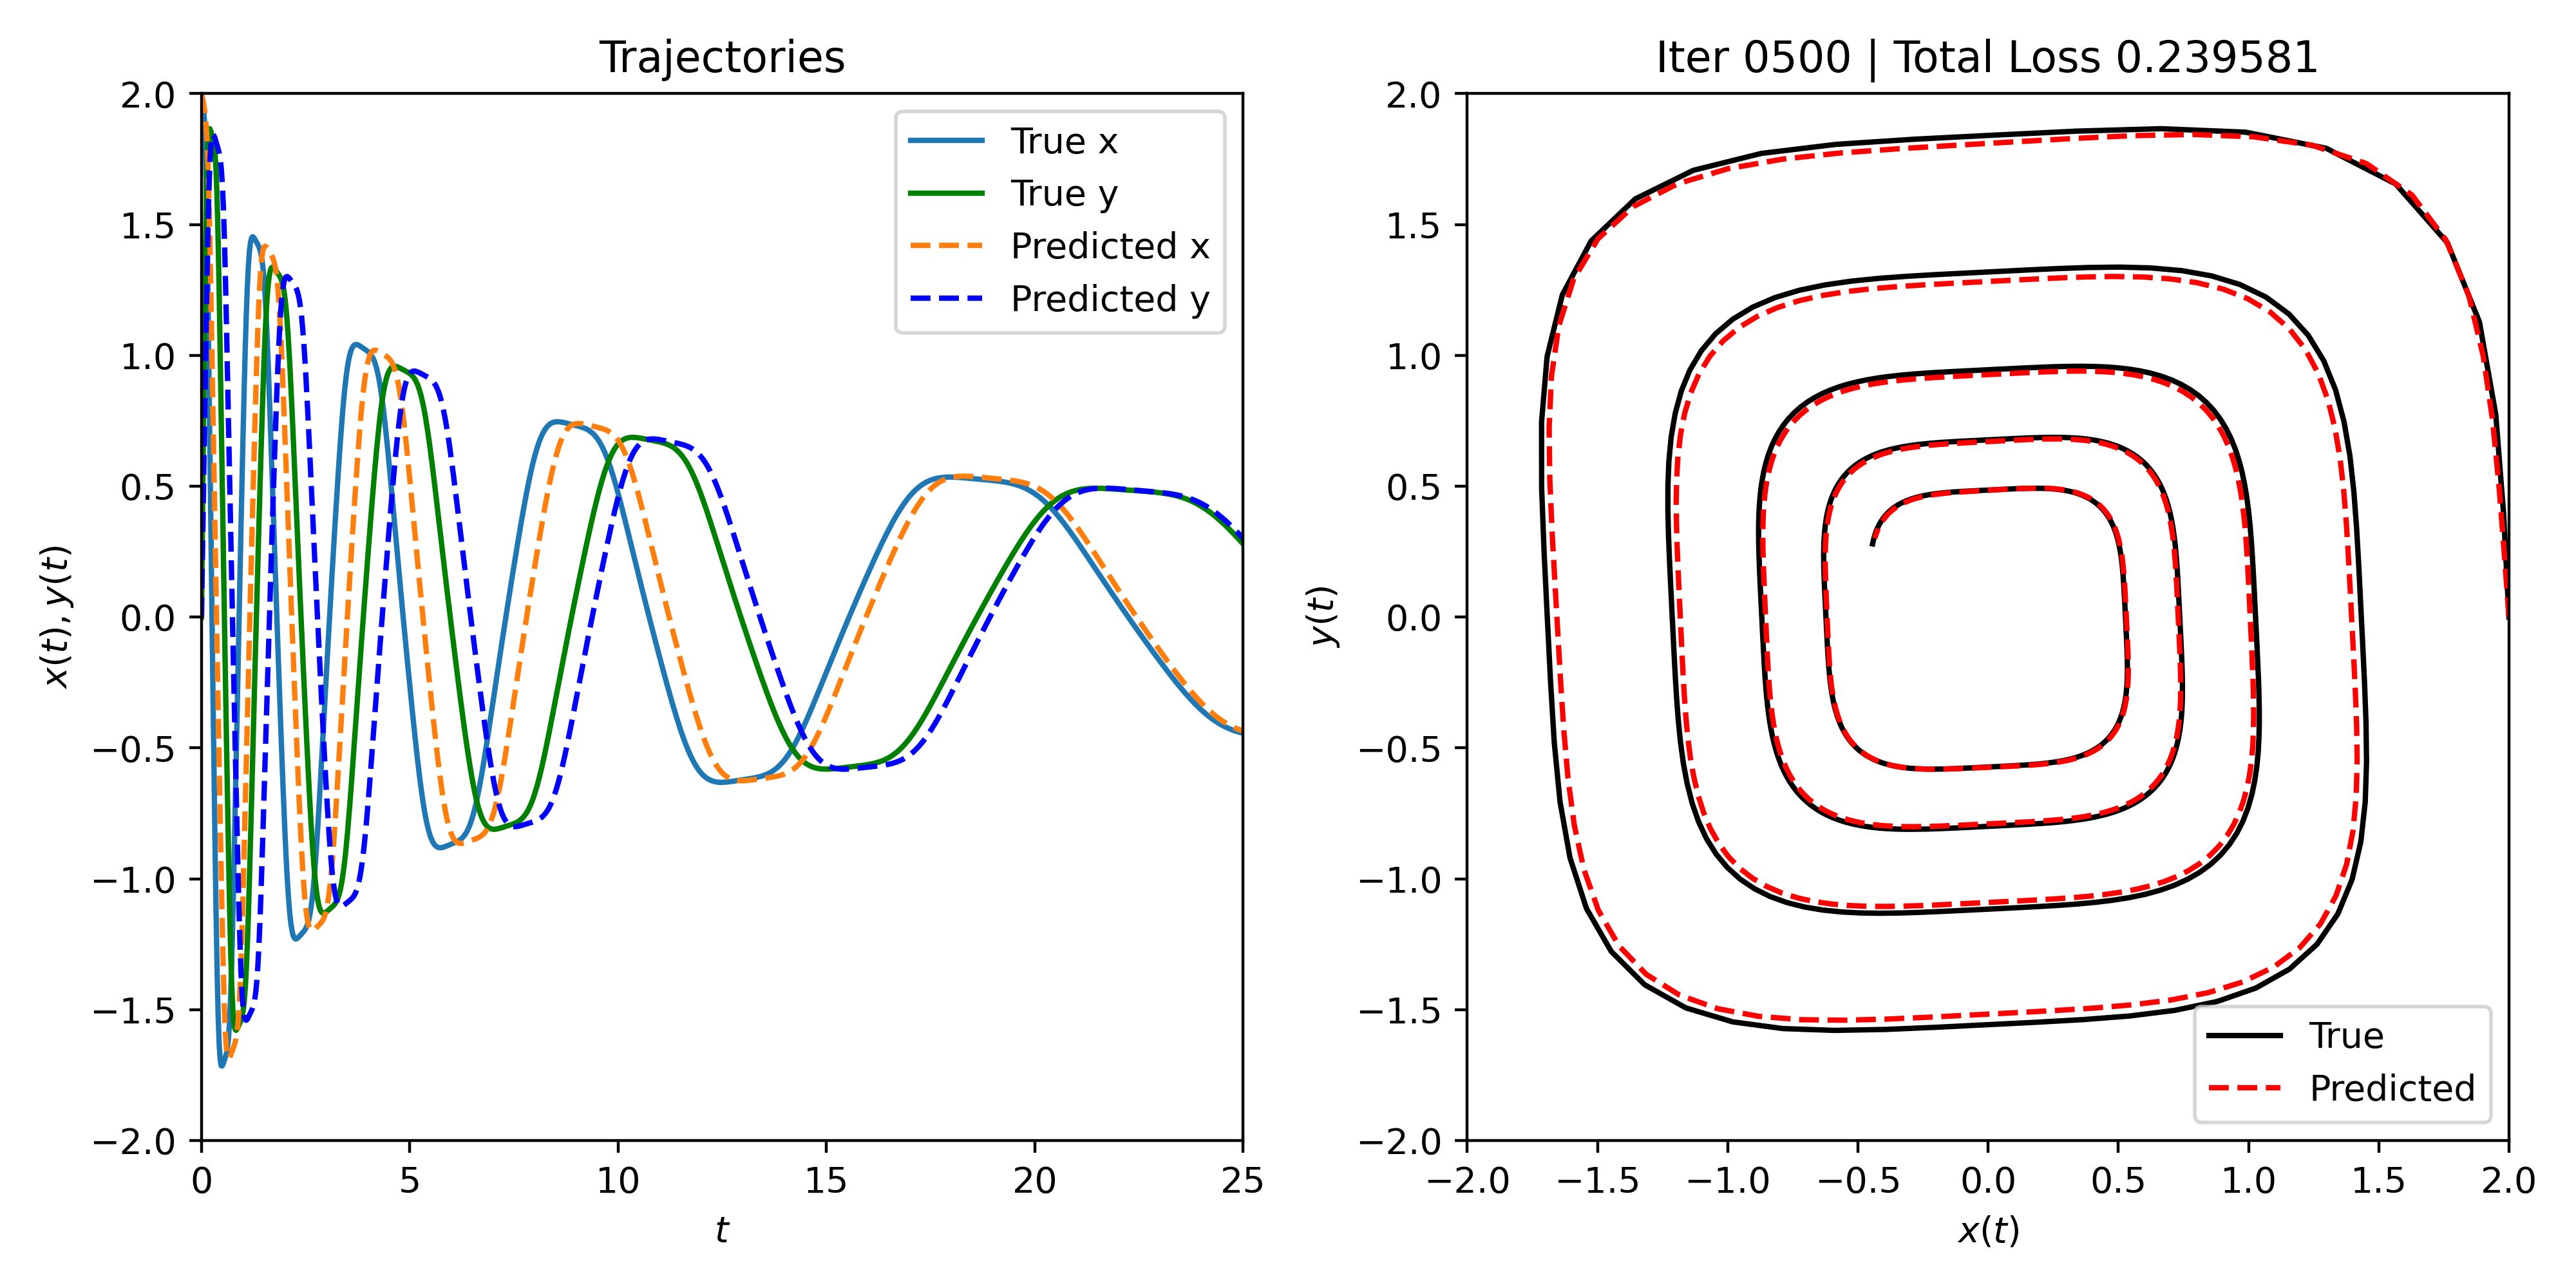 Trajectories
2.0
1.5
1.0
0.5
0.0
−0.5
−1.0
−1.5
−2.0
x(t), y(t)
0 5 10 15 20 25
t
True x
True y
Predicted x
Predicted y
Iter 0500 | Total Loss 0.239581
2.0
1.5
1.0
0.5
0.0
−0.5
−1.0
−1.5
−2.0
y(t)
−2.0 −1.5 −1.0 −0.5 0.0 0.5 1.0 1.5 2.0
x(t)
True
Predicted